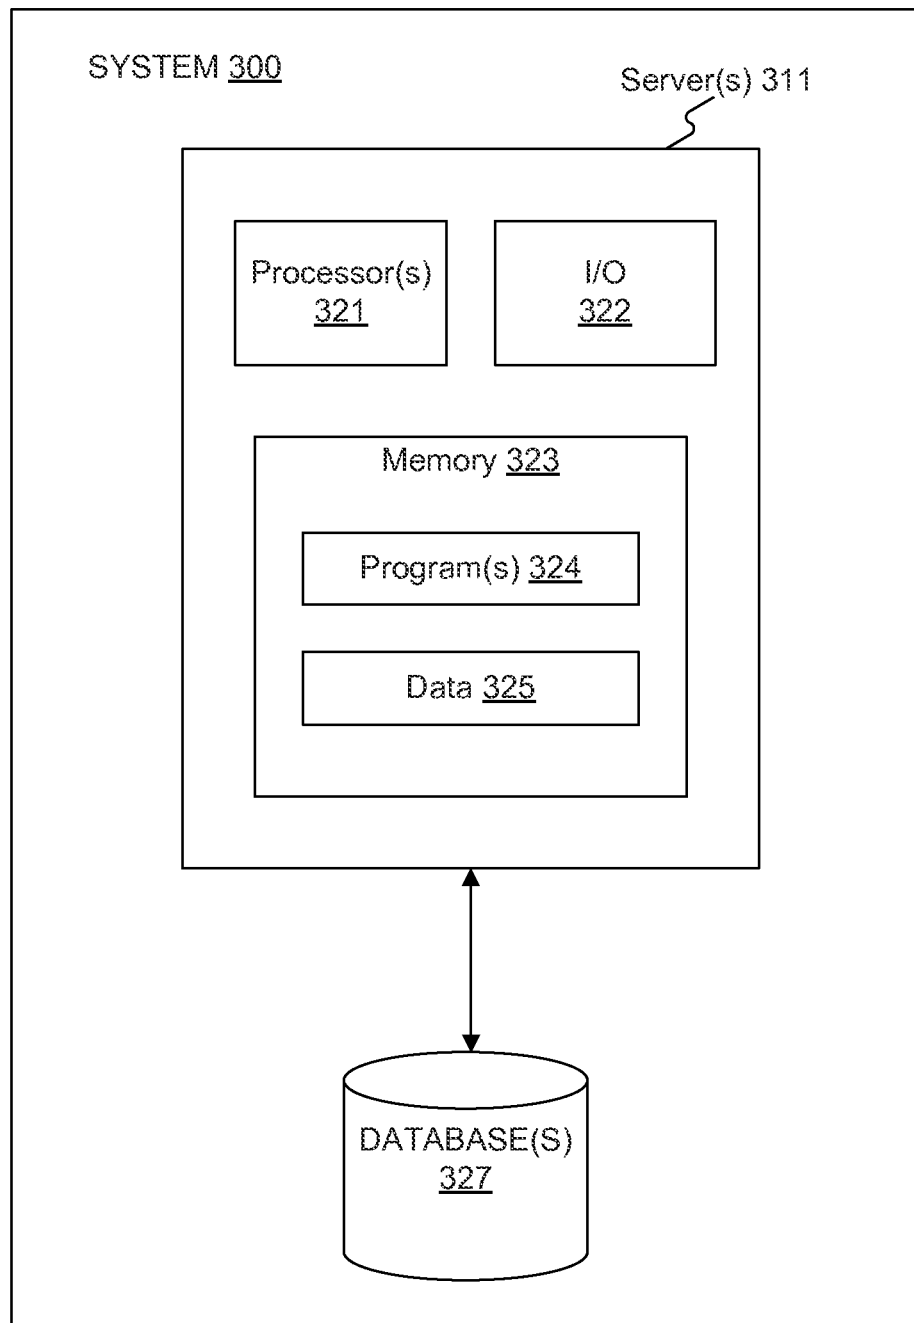 SYSTEM 300
Server(s) 311
Processor(s)
321
I/O
322
Memory 323
Program(s) 324
Data 325
DATABASE(S)
327